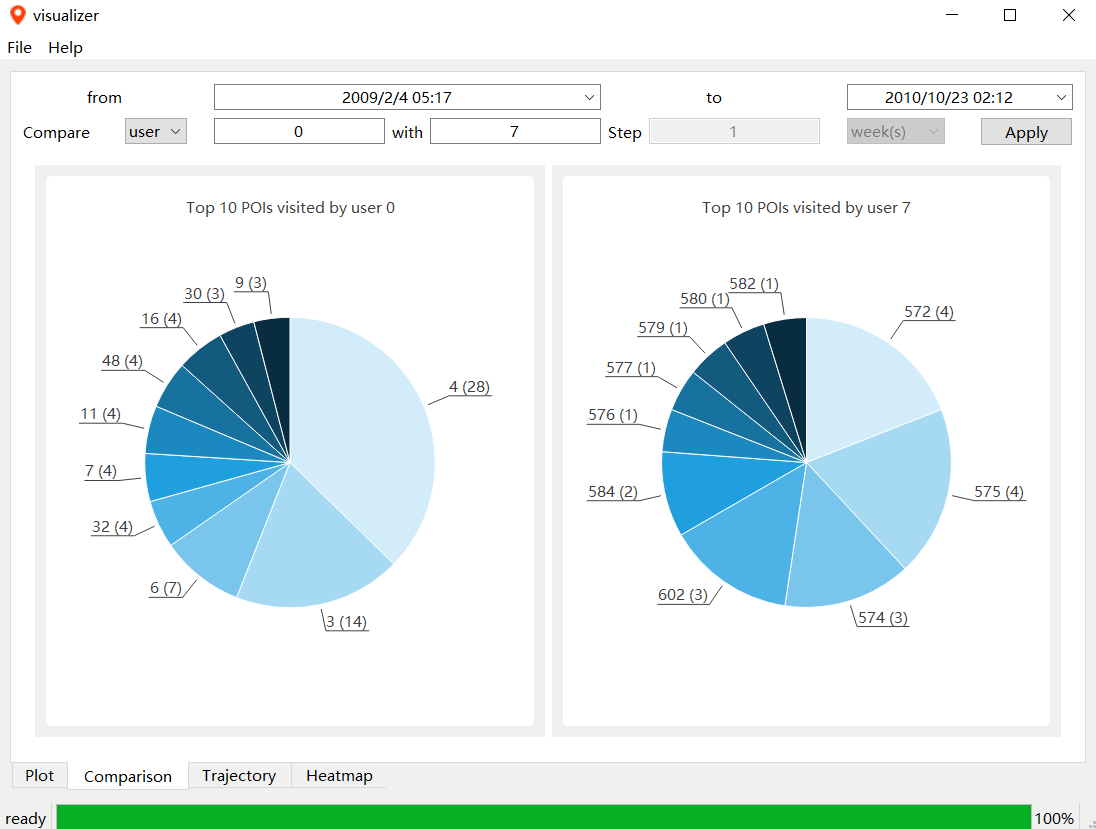 visualizer
File Help
from 2009/2/4 05:17 to 2010/10/23 02:12
Compare user 0 with 7 Step 1 week(s) Apply
Top 10 POIs visited by user 0
9 (3)
30 (3)
16 (4)
48 (4)
4 (28)
11 (4)
7 (4)
32 (4)
6 (7)
3 (14)
Top 10 POIs visited by user 7
582 (1)
580 (1)
572 (4)
579 (1)
577 (1)
576 (1)
584 (2)
575 (4)
602 (3)
574 (3)
Plot Comparison Trajectory Heatmap
ready 100%